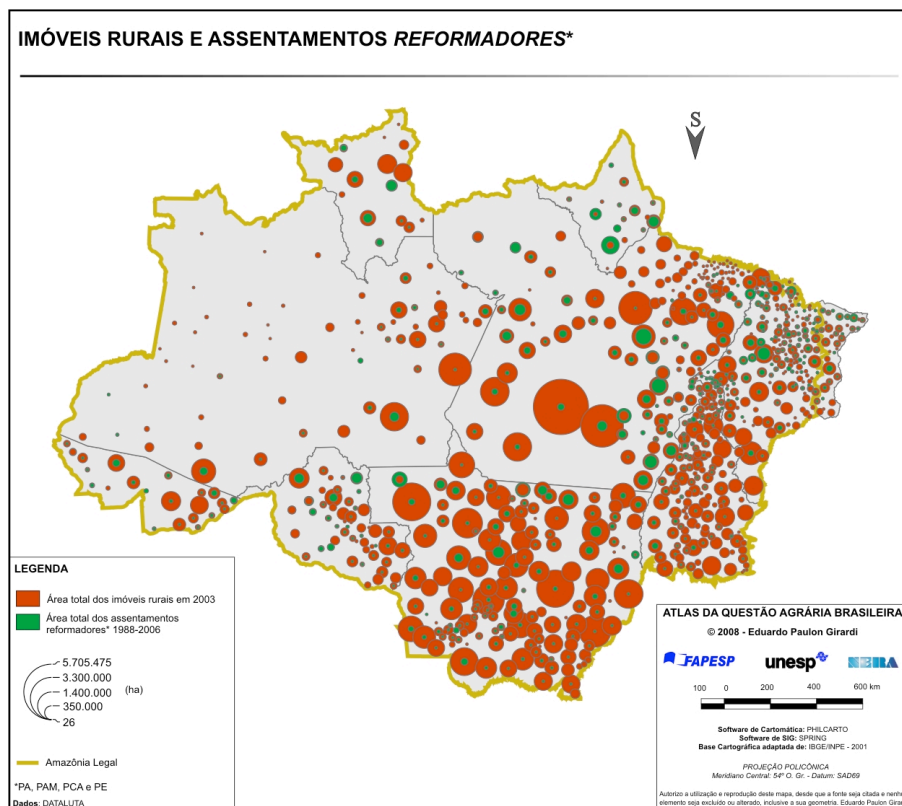 IMÓVEIS RURAIS E ASSENTAMENTOS REFORMADORES*
S
LEGENDA
Área total dos imóveis rurais em 2003
Área total dos assentamentos
reformadores* 1988-2006
5.705.475
3.300.000
1.400.000
350.000
26
(ha)
Amazônia Legal
*PA, PAM, PCA e PE
Dados: DATALUTA
ATLAS DA QUESTÃO AGRÁRIA BRASILEIRA
© 2008 - Eduardo Paulon Girardi
FAPESP
unesp
NERA
100 0 200 400 600 km
Software de Cartomática: PHILCARTO
Software de SIG: SPRING
Base Cartográfica adaptada de: IBGE/INPE - 2001
PROJEÇÃO POLICÔNICA
Meridiano Central: 54º O. Gr. - Datum: SAD69
Autorizo a utilização e reprodução deste mapa, desde que a fonte seja citada e
elemento seja excluído ou alterado, inclusive a sua geometria. Eduardo Paulon